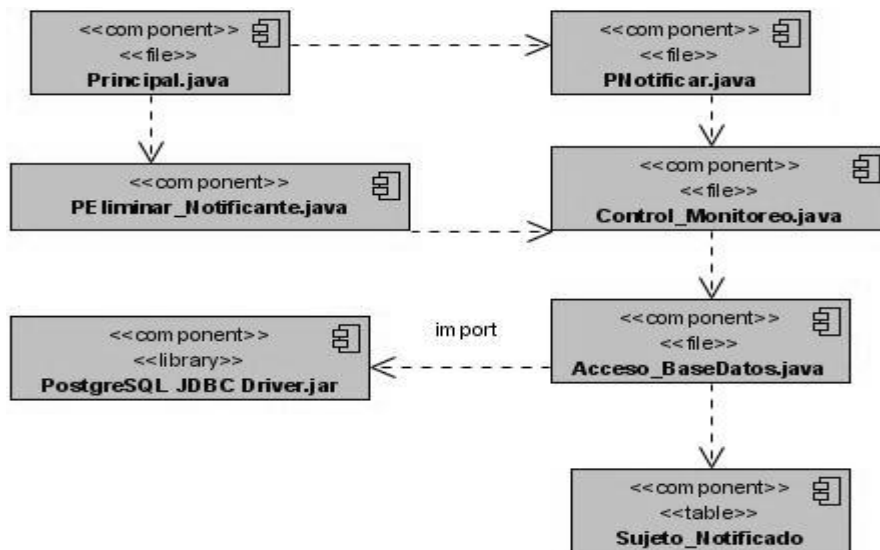 <<component>>
<<file>>
Principal.java
<<component>>
<<file>>
PNotificar.java
<<component>>
PEliminar_Notificante.java
<<component>>
<<file>>
Control_Monitoreo.java
<<component>>
<<library>>
PostgreSQL JDBC Driver.jar
import
<<component>>
<<file>>
Acceso_BaseDatos.java
<<component>>
<<table>>
Sujeto_Notificado